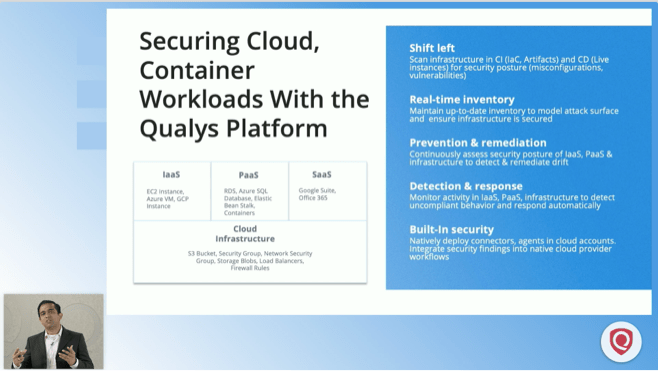 Securing Cloud,
Container
Workloads With the
Qualys Platform
IaaS
EC2 Instance,
Azure VM, GCP
Instance
PaaS
RDS, Azure SQL
Database, Elastic
Bean Stalk,
Containers
SaaS
Google Suite,
Office 365
Cloud
Infrastructure
S3 Bucket, Security Group, Network Security
Group, Storage Blobs, Load Balancers,
Firewall Rules
Shift left
Scan infrastructure in CI (IaC, Artifacts) and CD (Live
instances) for security posture (misconfigurations,
vulnerabilities)
Real-time inventory
Maintain up-to-date inventory to model attack surface
and ensure infrastructure is secured
Prevention & remediation
Continuously assess security posture of IaaS, PaaS &
infrastructure to detect & remediate drift
Detection & response
Monitor activity in IaaS, PaaS, infrastructure to detect
uncompliant behavior and respond automatically
Built-In security
Natively deploy connectors, agents in cloud accounts.
Integrate security findings into native cloud provider
workflows